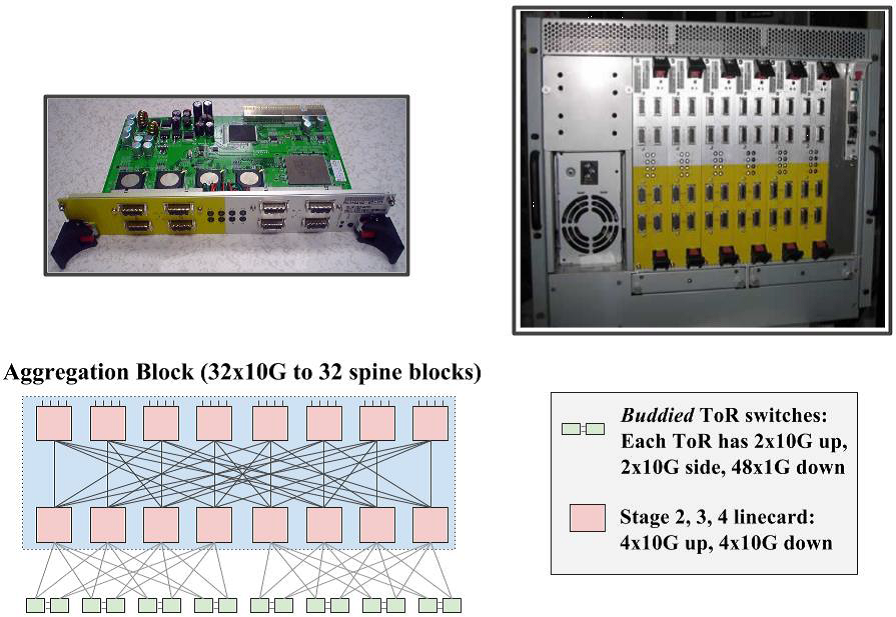 Aggregation Block (32x10G to 32 spine blocks)
Buddied ToR switches:
Each ToR has 2x10G up,
2x10G side, 48x1G down
Stage 2, 3, 4 linecard:
4x10G up, 4x10G down